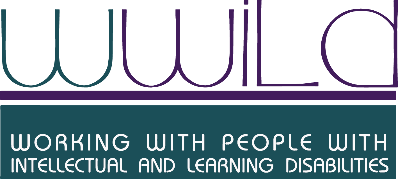 WWiLd
WORKING WITH PEOPLE WITH
INTELLECTUAL AND LEARNING DISABILITIES